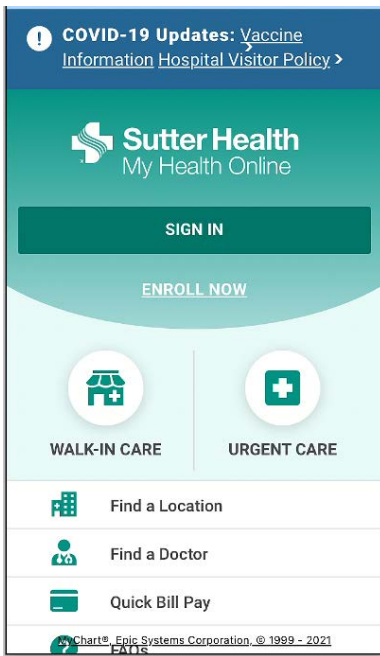 COVID-19 Updates: Vaccine
Information Hospital Visitor Policy >
Sutter Health
My Health Online
SIGN IN
ENROLL NOW
WALK-IN CARE
URGENT CARE
Find a Location
Find a Doctor
Quick Bill Pay
MyChart®, Epic Systems Corporation, © 1999 - 2021
FAQs